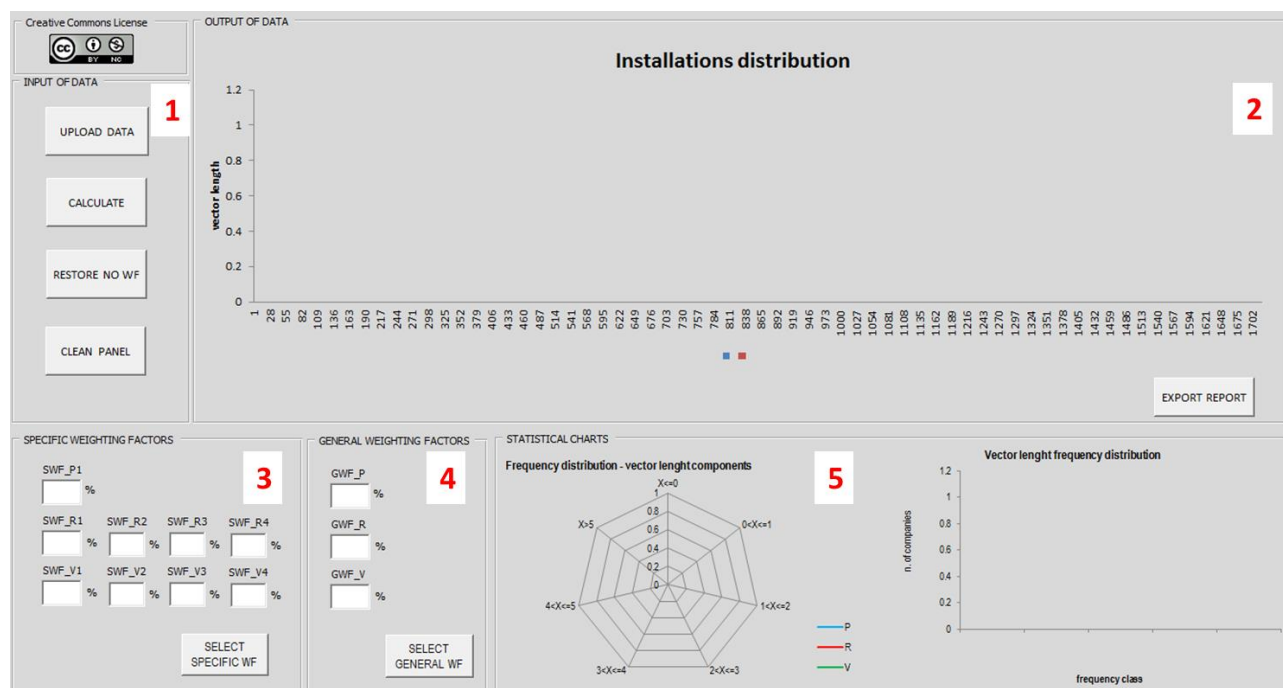 Creative Commons License
CC BY NC
INPUT OF DATA
1
UPLOAD DATA
CALCULATE
RESTORE NO WF
CLEAN PANEL
OUTPUT OF DATA
Installations distribution
2
vector length
1.2
1
0.8
0.6
0.4
0.2
0
1 28 55 82 109 136 163 190 217 244 271 298 325 352 379 406 433 460 487 514 541 568 595 622 649 676 703 730 757 784 811 838 865 892 919 946 973 1000 1027 1054 1081 1108 1135 1162 1189 1216 1243 1270 1297 1324 1351 1378 1405 1432 1459 1486 1513 1540 1567 1594 1621 1648 1675 1702
EXPORT REPORT
SPECIFIC WEIGHTING FACTORS
3
SWF_P1
%
SWF_R1 SWF_R2 SWF_R3 SWF_R4
% % % %
SWF_V1 SWF_V2 SWF_V3 SWF_V4
% % % %
SELECT
SPECIFIC WF
GENERAL WEIGHTING FACTORS
4
GWF_P
%
GWF_R
%
GWF_V
%
SELECT
GENERAL WF
STATISTICAL CHARTS
5
Frequency distribution - vector lenght components
X<=0
0<X<=1
1<X<=2
2<X<=3
3<X<=4
4<X<=5
X>5
1
0.8
0.6
0.4
0.2
0
P
R
V
Vector lenght frequency distribution
n. of companies
1.2
1
0.8
0.6
0.4
0.2
0
frequency class